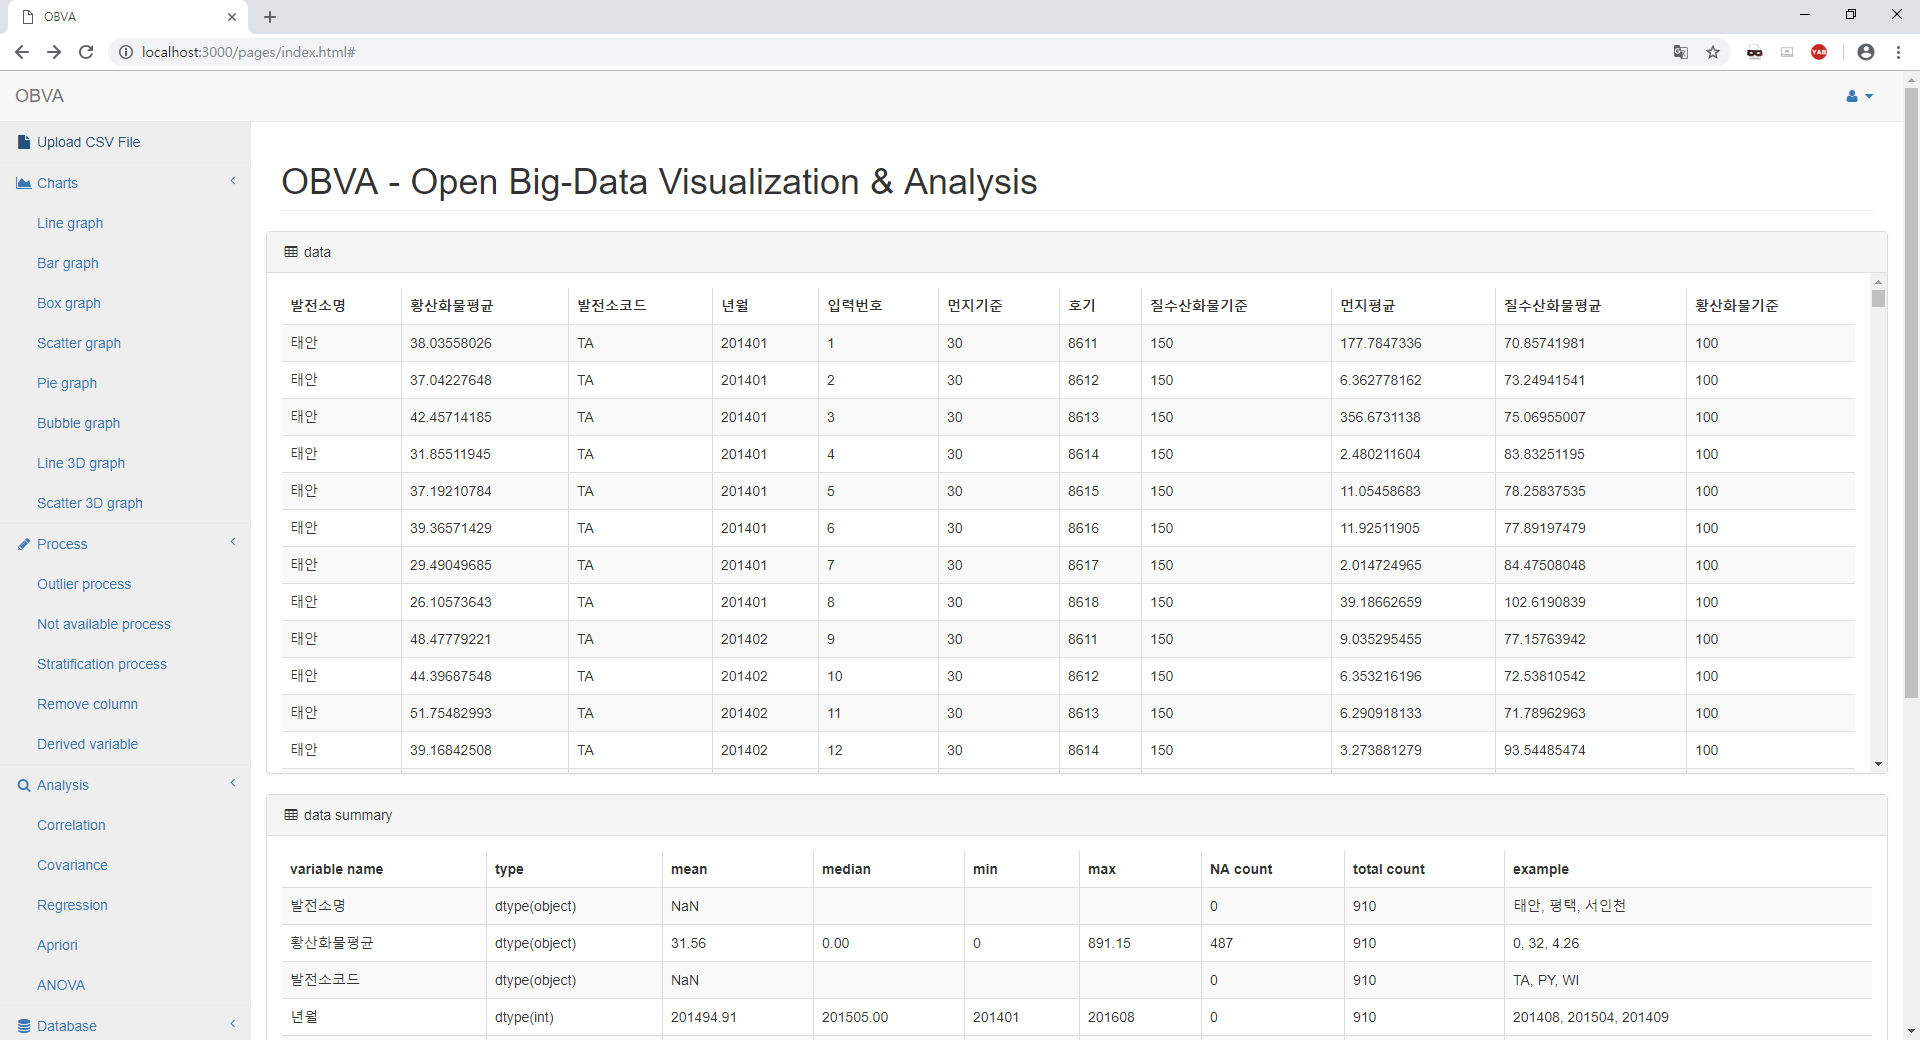 OBVA
localhost:3000/pages/index.html#
YAB
OBVA
Upload CSV File
Charts
Line graph
Bar graph
Box graph
Scatter graph
Pie graph
Bubble graph
Line 3D graph
Scatter 3D graph
Process
Outlier process
Not available process
Stratification process
Remove column
Derived variable
Analysis
Correlation
Covariance
Regression
Apriori
ANOVA
Database
OBVA - Open Big-Data Visualization & Analysis
data
발전소명 황산화물평균 발전소코드 년월 입력번호 먼지기준 호기 질수산화물기준 먼지평균 질수산화물평균 황산화물기준
태안 38.03558026 TA 201401 1 30 8611 150 177.7847336 70.85741981 100
태안 37.04227648 TA 201401 2 30 8612 150 6.362778162 73.24941541 100
태안 42.45714185 TA 201401 3 30 8613 150 356.6731138 75.06955007 100
태안 31.85511945 TA 201401 4 30 8614 150 2.480211604 83.83251195 100
태안 37.19210784 TA 201401 5 30 8615 150 11.05458683 78.25837535 100
태안 39.36571429 TA 201401 6 30 8616 150 11.92511905 77.89197479 100
태안 29.49049685 TA 201401 7 30 8617 150 2.014724965 84.47508048 100
태안 26.10573643 TA 201401 8 30 8618 150 39.18662659 102.6190839 100
태안 48.47779221 TA 201402 9 30 8611 150 9.035295455 77.15763942 100
태안 44.39687548 TA 201402 10 30 8612 150 6.353216196 72.53810542 100
태안 51.75482993 TA 201402 11 30 8613 150 6.290918133 71.78962963 100
태안 39.16842508 TA 201402 12 30 8614 150 3.273881279 93.54485474 100
data summary
variable name type mean median min max NA count total count example
발전소명 dtype(object) NaN 0 910 태안, 평택, 서인천
황산화물평균 dtype(object) 31.56 0.00 0 891.15 487 910 0, 32, 4.26
발전소코드 dtype(object) NaN 0 910 TA, PY, WI
년월 dtype(int) 201494.91 201505.00 201401 201608 0 910 201408, 201504, 201409